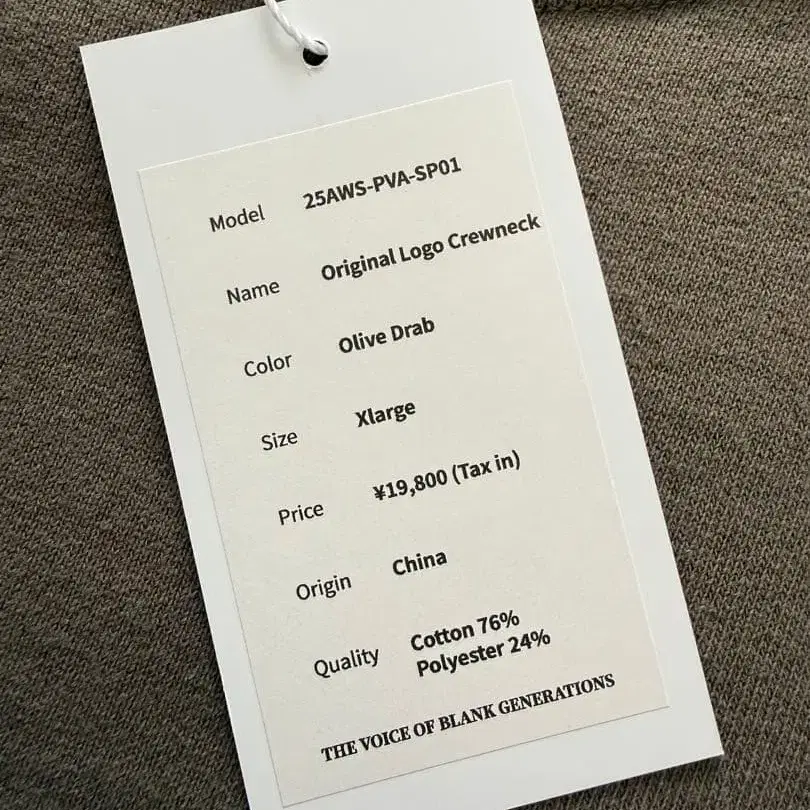 Model 25AWS-PVA-SP01
Name Original Logo Crewneck
Color Olive Drab
Size Xlarge
Price ¥19,800 (Tax in)
Origin China
Quality Cotton 76%
Polyester 24%
THE VOICE OF BLANK GENERATIONS